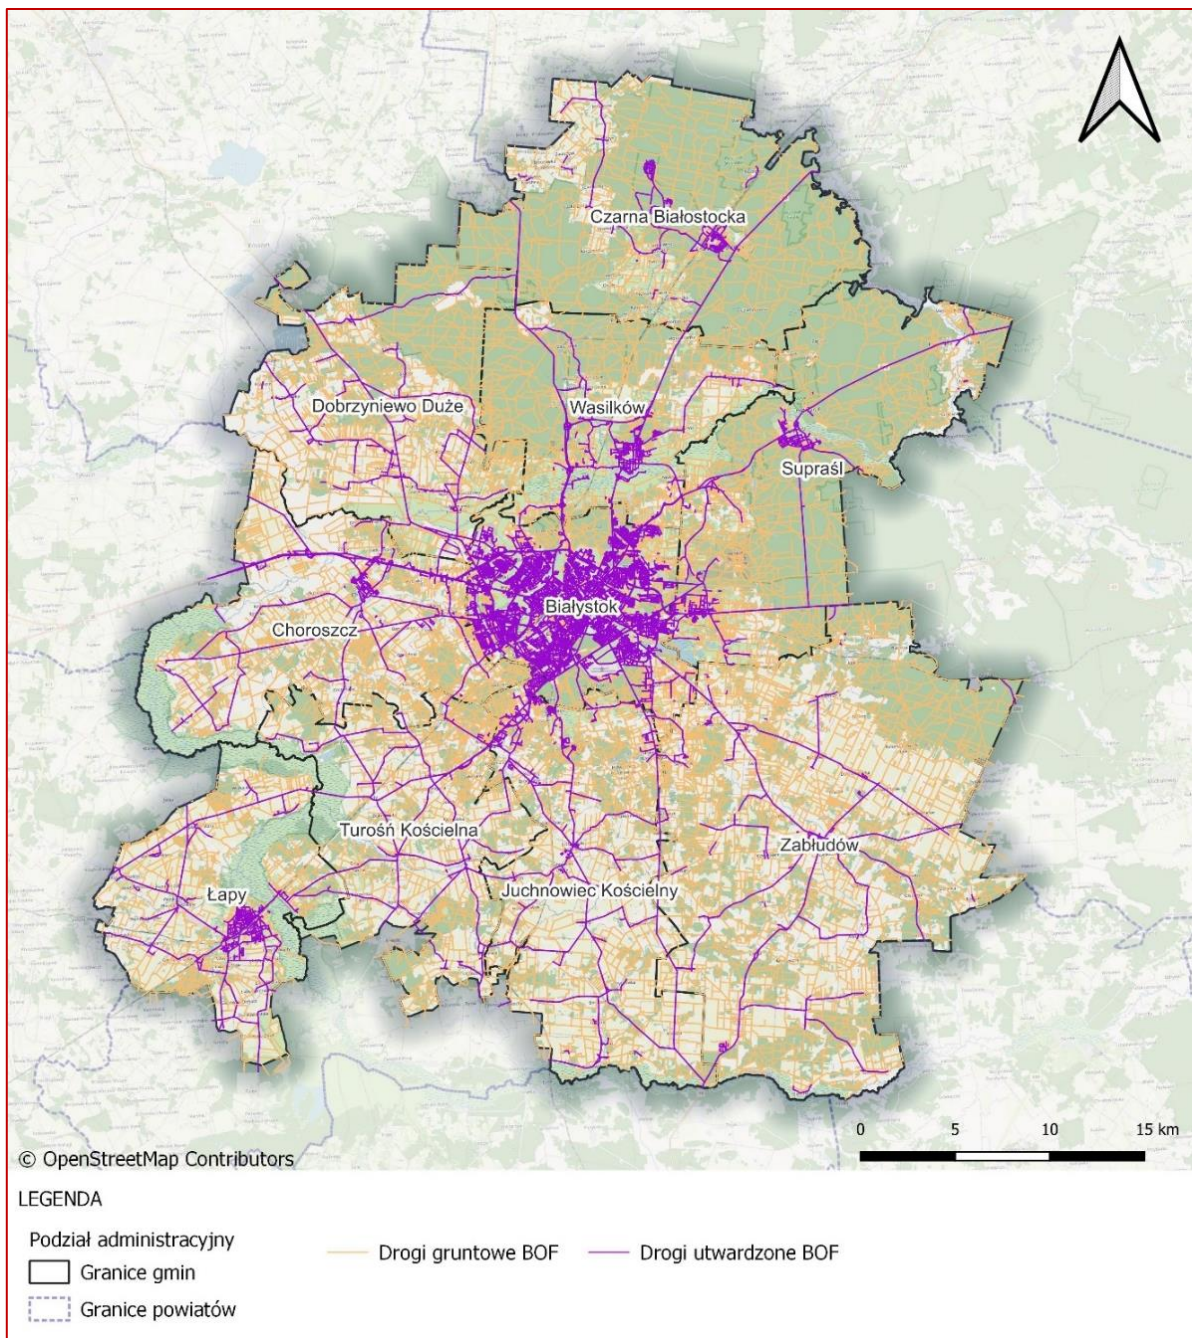 Czarna Białostocka
Dobrzyniewo Duże
Wasilków
Supraśl
Białystok
Choroszcz
Turośń Kościelna
Zabłudów
Juchnowiec Kościelny
Łapy
0 5 10 15 km
© OpenStreetMap Contributors
LEGENDA
Podział administracyjny
Granice gmin
Granice powiatów
Drogi gruntowe BOF
Drogi utwardzone BOF